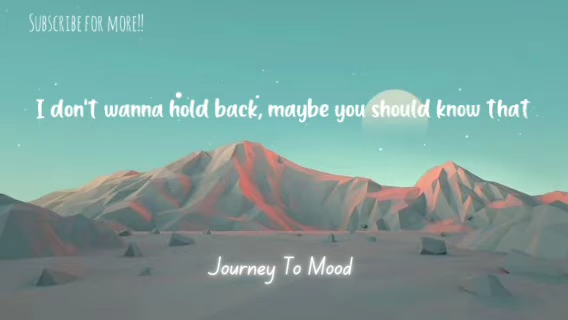 Subscribe for more!!
I don't wanna hold back, maybe you should know that
Journey To Mood